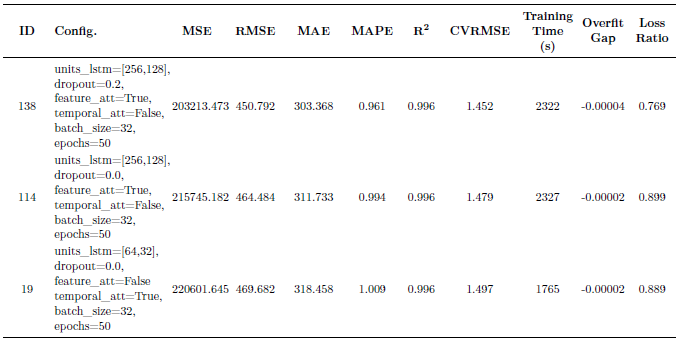 ID Config. MSE RMSE MAE MAPE R² CVRMSE Training Time (s) Overfit Gap Loss Ratio
units_lstm=[256,128],
dropout=0.2,
feature_att=True,
138 temporal_att=False, 203213.473 450.792 303.368 0.961 0.996 1.452 2322 -0.00004 0.769
batch_size=32,
epochs=50
units_lstm=[256,128],
dropout=0.0,
feature_att=True,
114 temporal_att=False, 215745.182 464.484 311.733 0.994 0.996 1.479 2327 -0.00002 0.899
batch_size=32,
epochs=50
units_lstm=[64,32],
dropout=0.0,
feature_att=False
19 temporal_att=True, 220601.645 469.682 318.458 1.009 0.996 1.497 1765 -0.00002 0.889
batch_size=32,
epochs=50